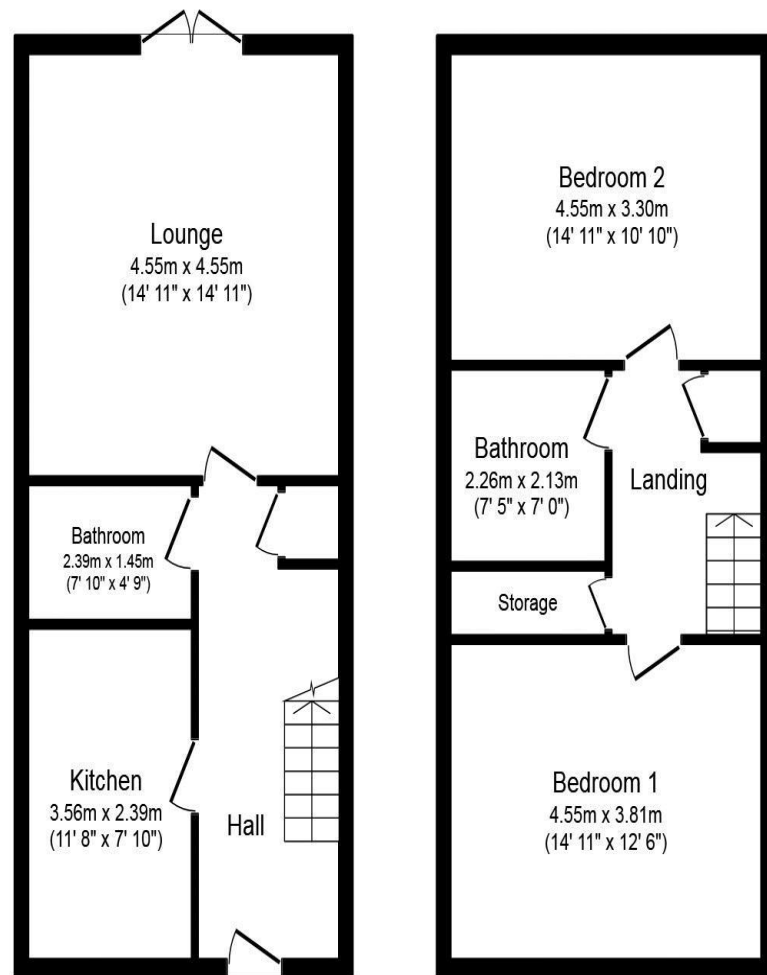 Lounge
4.55m x 4.55m
(14' 11" x 14' 11")
Bathroom
2.39m x 1.45m
(7' 10" x 4' 9")
Kitchen
3.56m x 2.39m
(11' 8" x 7' 10")
Hall
Bedroom 2
4.55m x 3.30m
(14' 11" x 10' 10")
Bathroom
2.26m x 2.13m
(7' 5" x 7' 0")
Landing
Storage
Bedroom 1
4.55m x 3.81m
(14' 11" x 12' 6")